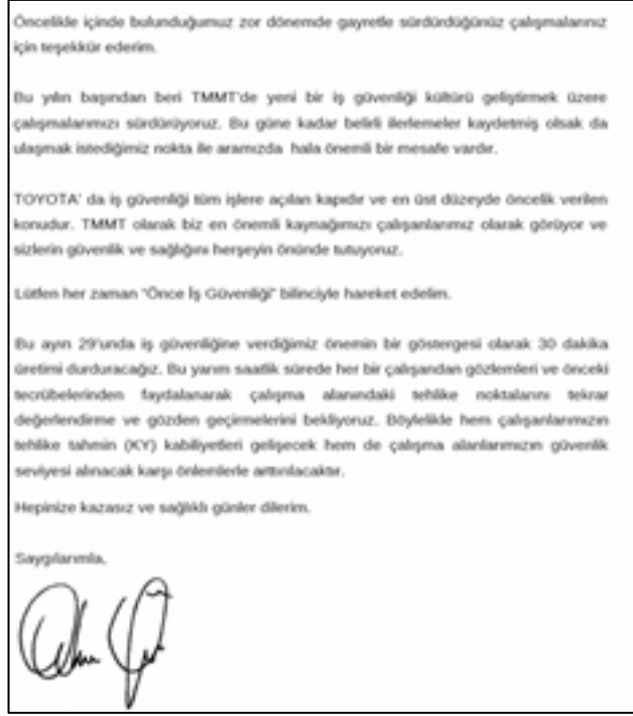 Öncelikle içinde bulunduğumuz zor dönemde gayretle sürdürdüğünüz çalışmalarınız
için teşekkür ederim.
Bu yılın başından beri TMMT'de yeni bir iş güvenliği kültürü geliştirmek üzere
çalışmalarımızı sürdürüyoruz. Bu güne kadar belirli ilerlemeler kaydetmiş olsak da
ulaşmak istediğimiz nokta ile aramızda hala önemli bir mesafe vardır.
TOYOTA' da iş güvenliği tüm işlere açılan kapıdır ve en üst düzeyde öncelik verilen
konudur. TMMT olarak biz en önemli kaynağımızı çalışanlarımız olarak görüyor ve
sizlerin güvenlik ve sağlığını herşeyin önünde tutuyoruz.
Lütfen her zaman "Önce İş Güvenliği" bilinciyle hareket edelim.
Bu ayın 29'unda iş güvenliğine verdiğimiz önemin bir göstergesi olarak 30 dakika
üretimi durduracağız. Bu yarım saatlik sürede her bir çalışandan gözlemleri ve önceki
tecrübelerinden faydalanarak çalışma alanındaki tehlike noktalarını tekrar
değerlendirme ve gözden geçirmelerini bekliyoruz. Böylelikle hem çalışanlarımızın
tehlike tahmin (KY) kabiliyetleri gelişecek hem de çalışma alanlarımızın güvenlik
seviyesi alınacak karşı önlemlerle arttırılacaktır.
Hepinize kazasız ve sağlıklı günler dilerim.
Saygılarımla,